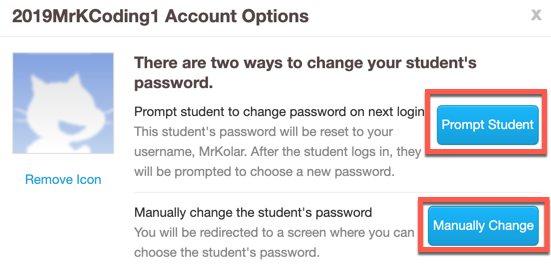 2019MrKCoding1 Account Options x
There are two ways to change your student's
password.
Prompt student to change password on next login
Prompt Student
This student's password will be reset to your
username, MrKolar. After the student logs in, they
will be prompted to choose a new password.
Remove Icon
Manually change the student's password
Manually Change
You will be redirected to a screen where you can
choose the student's password.